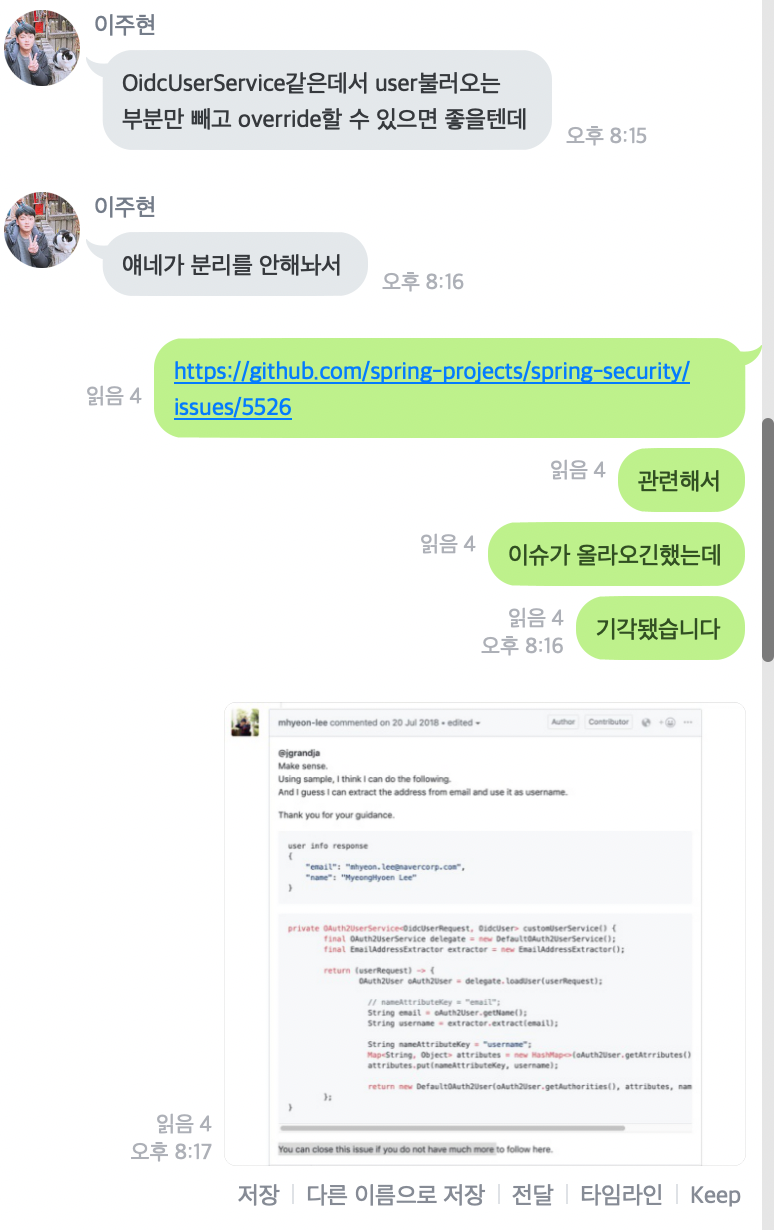 이주현
OidcUserService같은데서 user불러오는
부분만 빼고 override할 수 있으면 좋을텐데
오후 8:15
이주현
얘네가 분리를 안해놔서
오후 8:16
https://github.com/spring-projects/spring-security/
issues/5526
읽음 4
관련해서
읽음 4
이슈가 올라오긴했는데
읽음 4
기각됐습니다
읽음 4
오후 8:16
mhyeon-lee commented on 20 Jul 2018 • edited
Author
Contributor
@jgrandja
Make sense.
Using sample, I think I can do the following.
And I guess I can extract the address from email and use it as username.
Thank you for your guidance.
user info response
{
"email": "mhyeon.lee@navercorp.com",
"name": "MyeongHyoen Lee"
}
private OAuth2UserService<OidcUserRequest, OidcUser> customUserService() {
final OAuth2UserService delegate = new DefaultOAuth2UserService();
final EmailAddressExtractor extractor = new EmailAddressExtractor();
return (userRequest) -> {
OAuth2User oAuth2User = delegate.loadUser(userRequest);
// nameAttributeKey = "email";
String email = oAuth2User.getName();
String username = extractor.extract(email);
String nameAttributeKey = "username";
Map<String, Object> attributes = new HashMap<>(oAuth2User.getAtrributes()
attributes.put(nameAttributeKey, username);
return new DefaultOAuth2User(oAuth2User.getAuthorities(), attributes, nam
};
}
You can close this issue if you do not have much more to follow here.
읽음 4
오후 8:17
저장 | 다른 이름으로 저장 | 전달 | 타임라인 | Keep